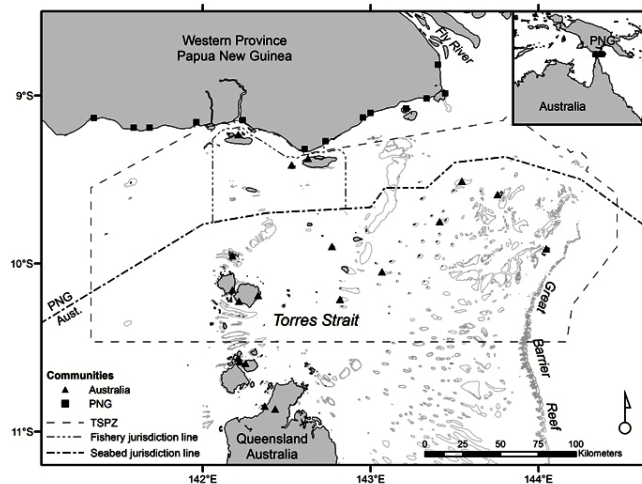 Western Province
Papua New Guinea
Fly River
PNG
Australia
9°S
10°S
11°S
PNG
Aust.
Torres Strait
Great
Barrier
Reef
Communities
Australia
PNG
TSPZ
Fishery jurisdiction line
Seabed jurisdiction line
Queensland
Australia
0 25 50 75 100
Kilometers
142°E
143°E
144°E